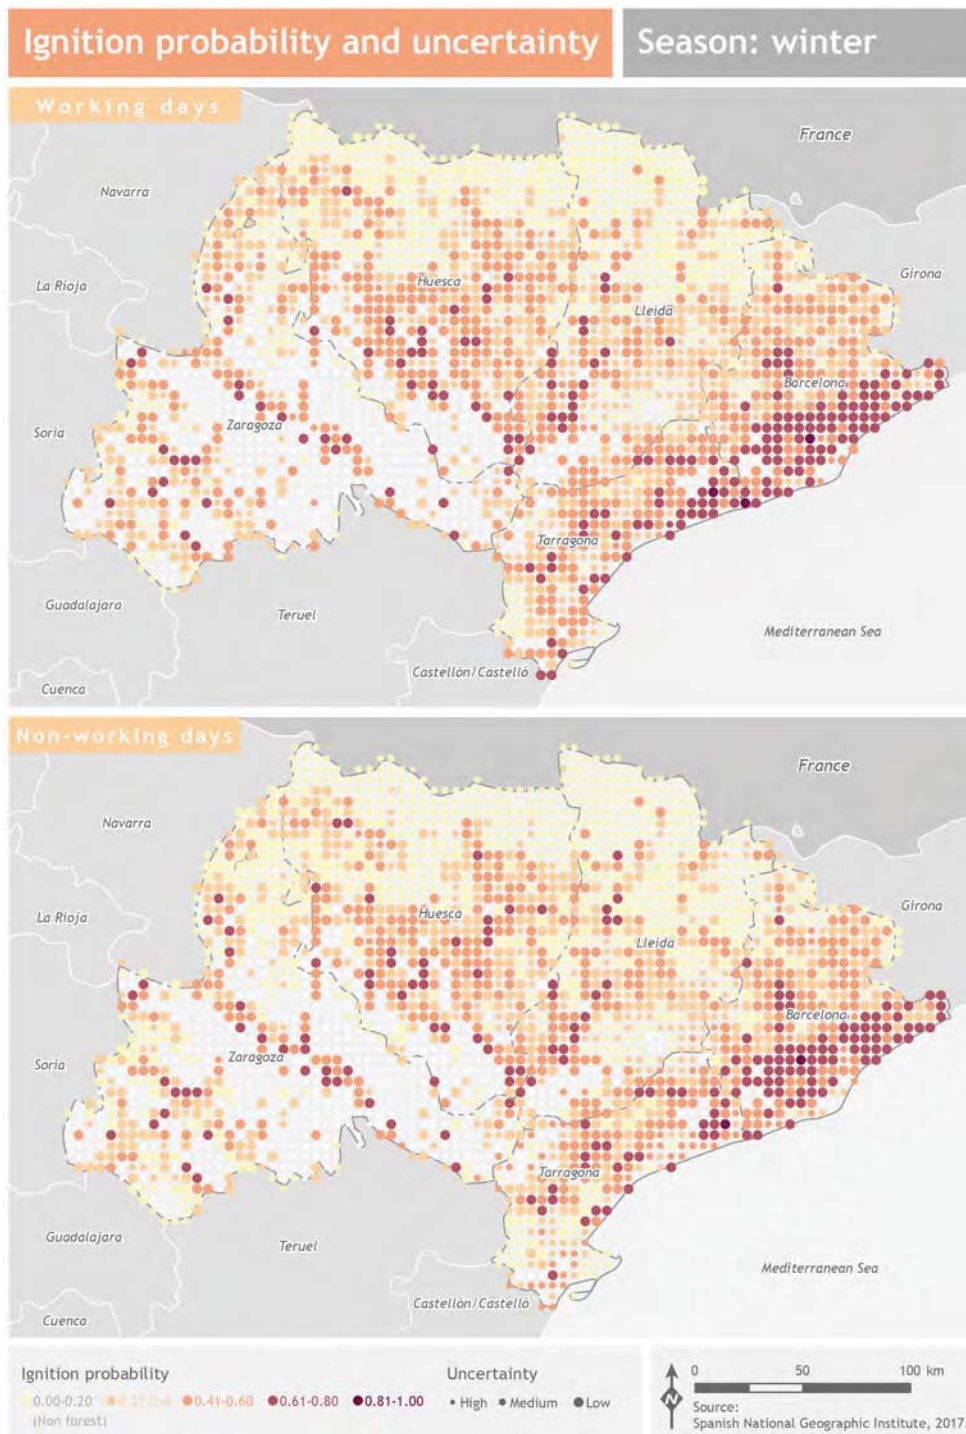 Ignition probability and uncertainty
Season: winter
Working days
France
Navarra
La Rioja
Huesca
Girona
Lleida
Barcelona
Soria
Zaragoza
Tarragona
Guadalajara
Teruel
Mediterranean Sea
Castellón/Castelló
Cuenca
Non-working days
France
Navarra
La Rioja
Huesca
Girona
Lleida
Barcelona
Soria
Zaragoza
Tarragona
Guadalajara
Teruel
Mediterranean Sea
Castellón/Castelló
Cuenca
Ignition probability
0.00-0.20
0.41-0.60
0.61-0.80
0.81-1.00
(Non forest)
Uncertainty
High
Medium
Low
N
0 50 100 km
Source:
Spanish National Geographic Institute, 2017.